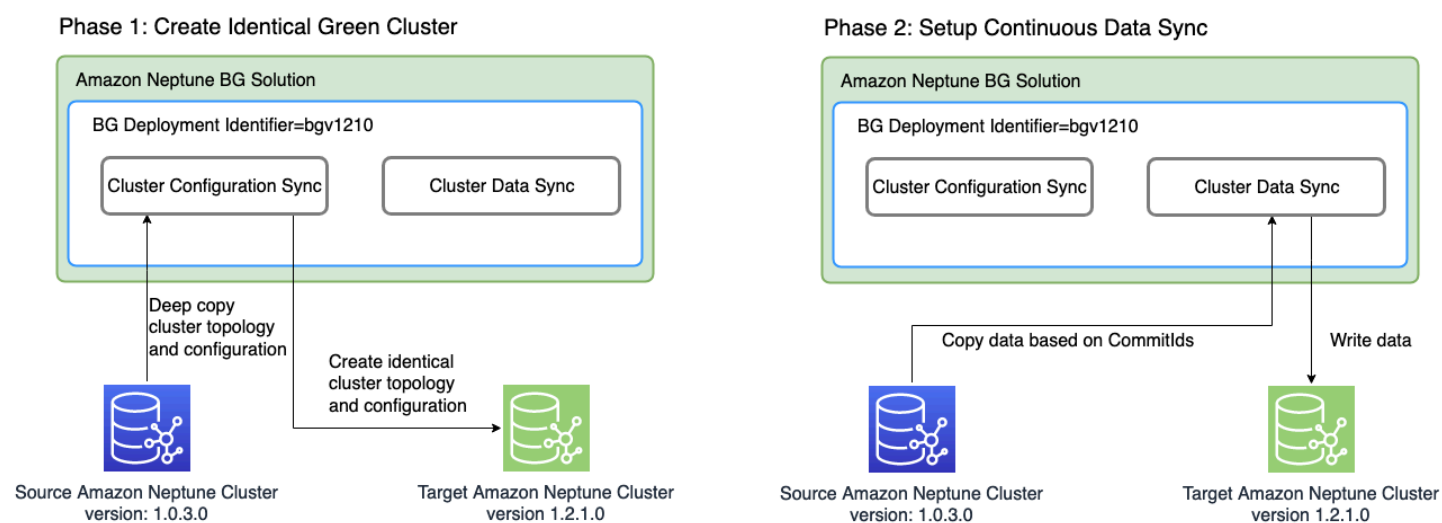 Phase 1: Create Identical Green Cluster
Amazon Neptune BG Solution
BG Deployment Identifier=bgv1210
Cluster Configuration Sync
Cluster Data Sync
Deep copy
cluster topology
and configuration
Create identical
cluster topology
and configuration
Source Amazon Neptune Cluster
version: 1.0.3.0
Target Amazon Neptune Cluster
version 1.2.1.0
Phase 2: Setup Continuous Data Sync
Amazon Neptune BG Solution
BG Deployment Identifier=bgv1210
Cluster Configuration Sync
Cluster Data Sync
Copy data based on CommitIds
Write data
Source Amazon Neptune Cluster
version: 1.0.3.0
Target Amazon Neptune Cluster
version 1.2.1.0